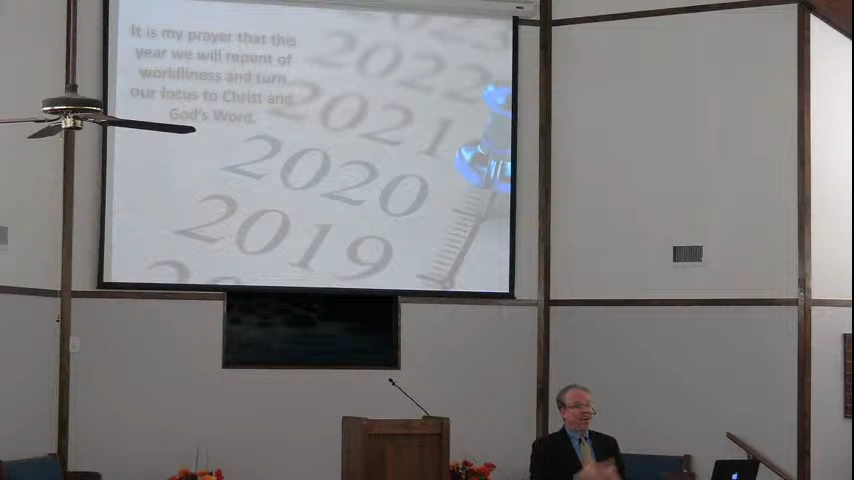 It is my prayer that this
year we will repent of
worldliness and turn
our focus to Christ and
God's Word.
2023
2022
2021
2020
2019